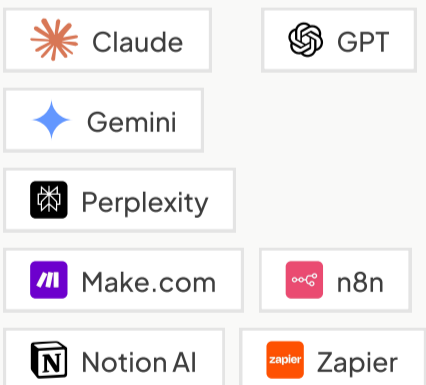 Claude
GPT
Gemini
Perplexity
Make.com
n8n
Notion AI
zapier Zapier